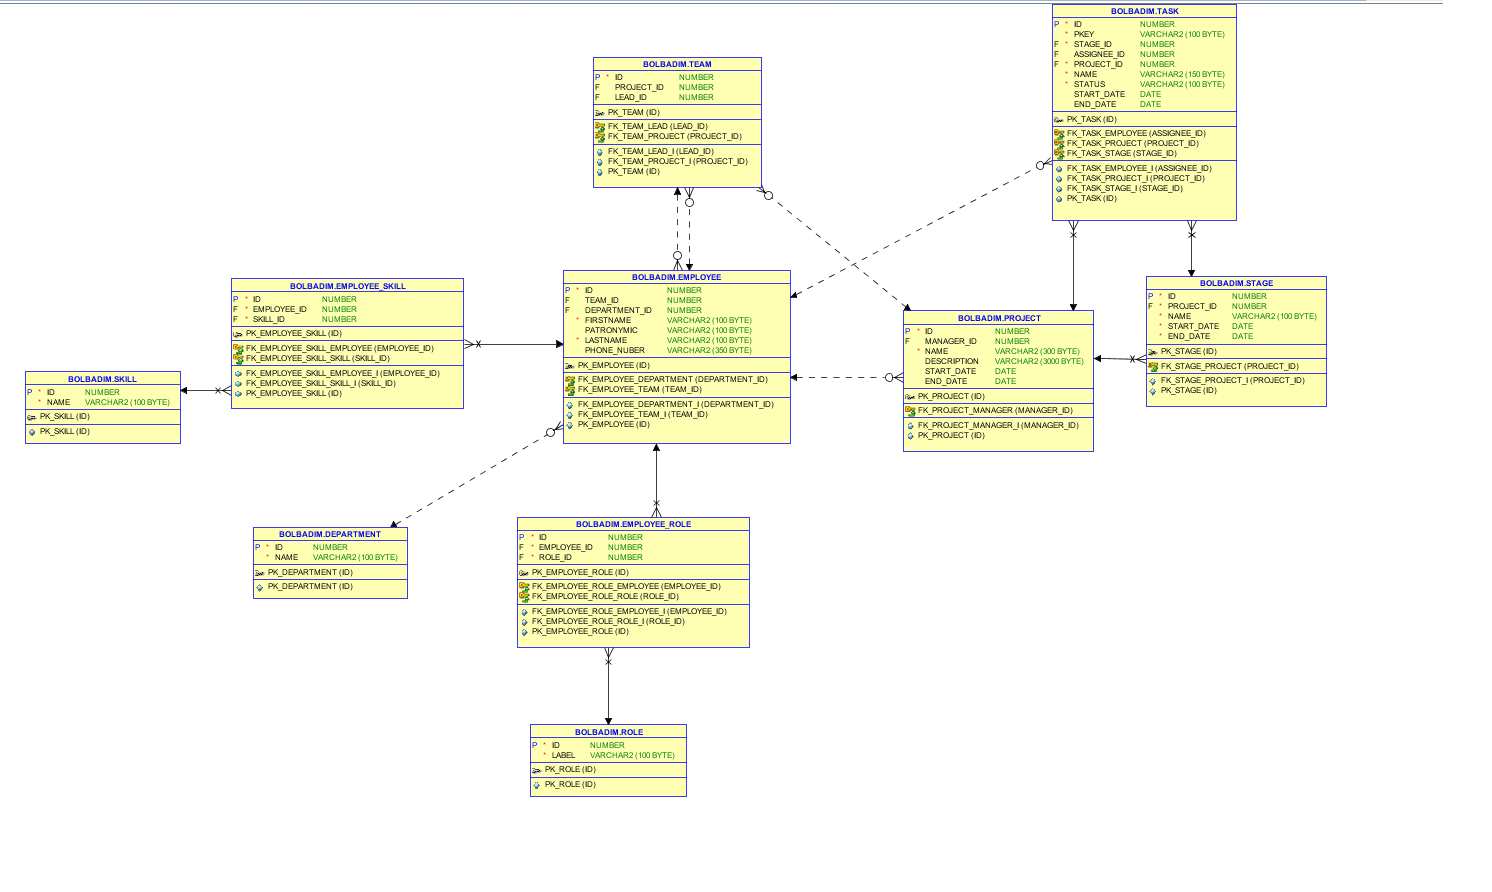 BOLBADIM.TASK
P * ID NUMBER
* PKEY VARCHAR2 (100 BYTE)
F * STAGE_ID NUMBER
F ASSIGNEE_ID NUMBER
F * PROJECT_ID NUMBER
* NAME VARCHAR2 (150 BYTE)
* STATUS VARCHAR2 (100 BYTE)
START_DATE DATE
END_DATE DATE
PK_TASK (ID)
FK_TASK_EMPLOYEE (ASSIGNEE_ID)
FK_TASK_PROJECT (PROJECT_ID)
FK_TASK_STAGE (STAGE_ID)
FK_TASK_EMPLOYEE_I (ASSIGNEE_ID)
FK_TASK_PROJECT_I (PROJECT_ID)
FK_TASK_STAGE_I (STAGE_ID)
PK_TASK (ID)
BOLBADIM.TEAM
P * ID NUMBER
F PROJECT_ID NUMBER
F LEAD_ID NUMBER
PK_TEAM (ID)
FK_TEAM_LEAD (LEAD_ID)
FK_TEAM_PROJECT (PROJECT_ID)
FK_TEAM_LEAD_I (LEAD_ID)
FK_TEAM_PROJECT_I (PROJECT_ID)
PK_TEAM (ID)
BOLBADIM.EMPLOYEE_SKILL
P * ID NUMBER
F * EMPLOYEE_ID NUMBER
F * SKILL_ID NUMBER
PK_EMPLOYEE_SKILL (ID)
FK_EMPLOYEE_SKILL_EMPLOYEE (EMPLOYEE_ID)
FK_EMPLOYEE_SKILL_SKILL (SKILL_ID)
FK_EMPLOYEE_SKILL_EMPLOYEE_I (EMPLOYEE_ID)
FK_EMPLOYEE_SKILL_SKILL_I (SKILL_ID)
PK_EMPLOYEE_SKILL (ID)
BOLBADIM.EMPLOYEE
P * ID NUMBER
F TEAM_ID NUMBER
F DEPARTMENT_ID NUMBER
* FIRSTNAME VARCHAR2 (100 BYTE)
PATRONYMIC VARCHAR2 (100 BYTE)
* LASTNAME VARCHAR2 (100 BYTE)
PHONE_NUBER VARCHAR2 (350 BYTE)
PK_EMPLOYEE (ID)
FK_EMPLOYEE_DEPARTMENT (DEPARTMENT_ID)
FK_EMPLOYEE_TEAM (TEAM_ID)
FK_EMPLOYEE_DEPARTMENT_I (DEPARTMENT_ID)
FK_EMPLOYEE_TEAM_I (TEAM_ID)
PK_EMPLOYEE (ID)
BOLBADIM.STAGE
P * ID NUMBER
F * PROJECT_ID NUMBER
* NAME VARCHAR2 (100 BYTE)
* START_DATE DATE
* END_DATE DATE
PK_STAGE (ID)
FK_STAGE_PROJECT (PROJECT_ID)
FK_STAGE_PROJECT_I (PROJECT_ID)
PK_STAGE (ID)
BOLBADIM.PROJECT
P * ID NUMBER
F MANAGER_ID NUMBER
* NAME VARCHAR2 (300 BYTE)
DESCRIPTION VARCHAR2 (3000 BYTE)
START_DATE DATE
END_DATE DATE
PK_PROJECT (ID)
FK_PROJECT_MANAGER (MANAGER_ID)
FK_PROJECT_MANAGER_I (MANAGER_ID)
PK_PROJECT (ID)
BOLBADIM.SKILL
P * ID NUMBER
* NAME VARCHAR2 (100 BYTE)
PK_SKILL (ID)
PK_SKILL (ID)
BOLBADIM.DEPARTMENT
P * ID NUMBER
* NAME VARCHAR2 (100 BYTE)
PK_DEPARTMENT (ID)
PK_DEPARTMENT (ID)
BOLBADIM.EMPLOYEE_ROLE
P * ID NUMBER
F * EMPLOYEE_ID NUMBER
F * ROLE_ID NUMBER
PK_EMPLOYEE_ROLE (ID)
FK_EMPLOYEE_ROLE_EMPLOYEE (EMPLOYEE_ID)
FK_EMPLOYEE_ROLE_ROLE (ROLE_ID)
FK_EMPLOYEE_ROLE_EMPLOYEE_I (EMPLOYEE_ID)
FK_EMPLOYEE_ROLE_ROLE_I (ROLE_ID)
PK_EMPLOYEE_ROLE (ID)
BOLBADIM.ROLE
P * ID NUMBER
* LABEL VARCHAR2 (100 BYTE)
PK_ROLE (ID)
PK_ROLE (ID)